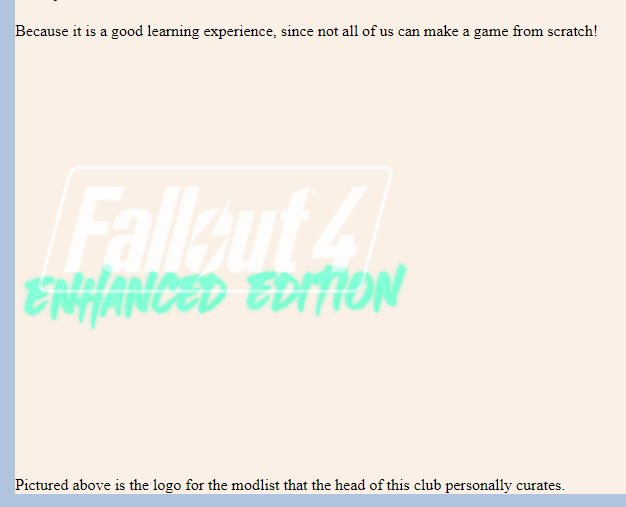 Because it is a good learning experience, since not all of us can make a game from scratch!
Fallout 4
ENHANCED EDITION
Pictured above is the logo for the modlist that the head of this club personally curates.